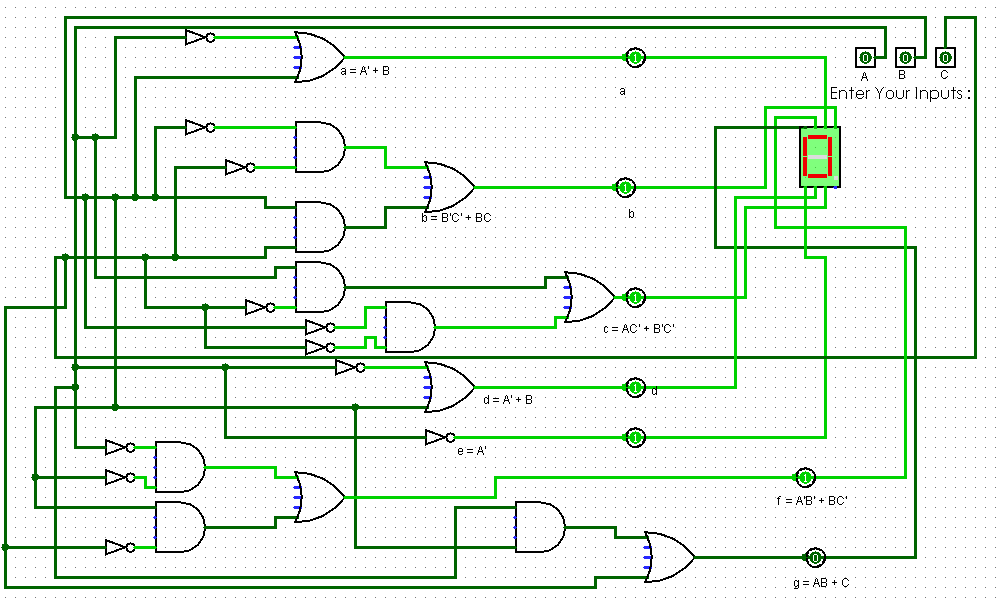 0 0 0
A B C
Enter Your Inputs :
a = A' + B
1
a
1
b
b = B'C' + BC
1
c = AC' + B'C'
1
d
d = A' + B
1
e = A'
1
f = A'B' + BC'
0
g = AB + C